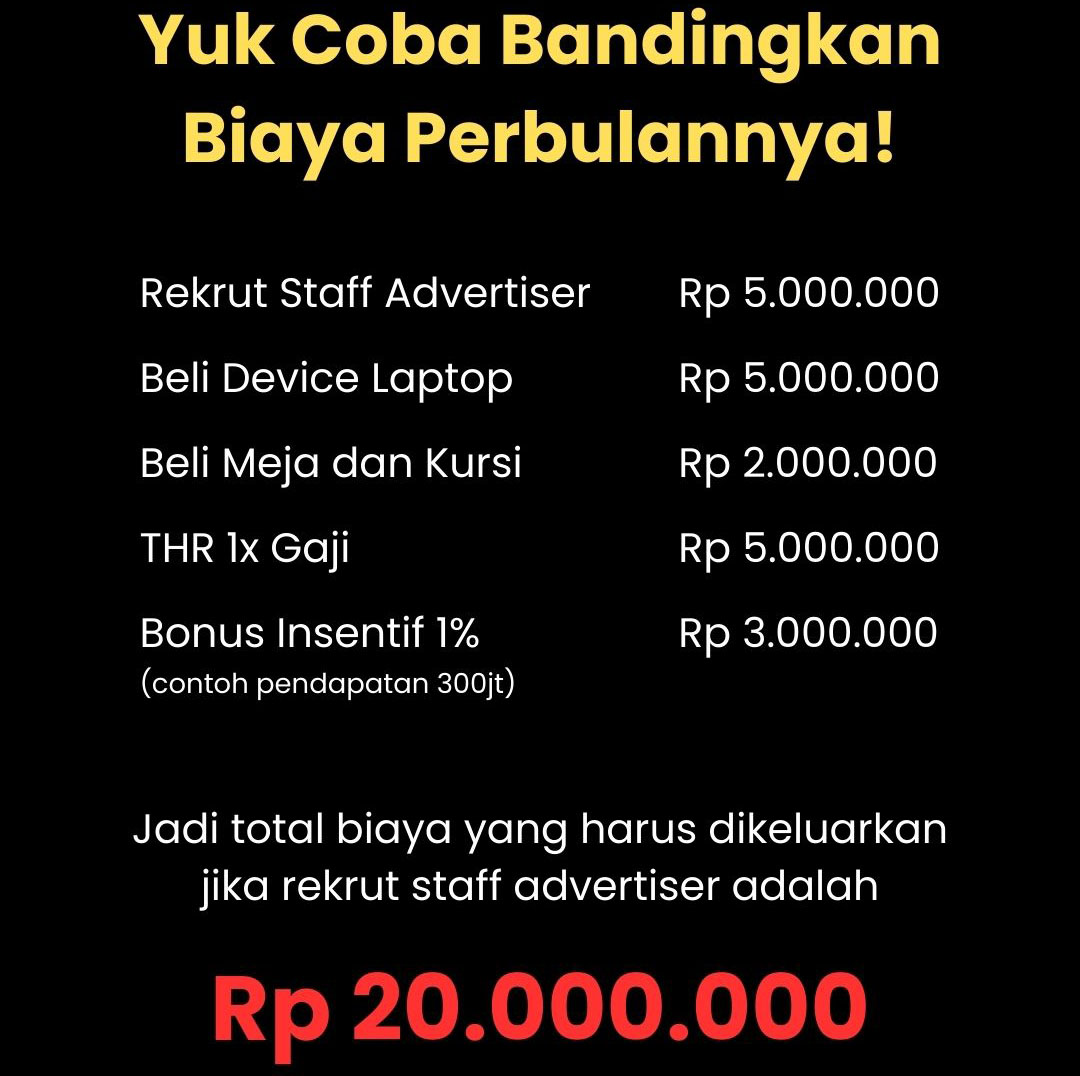 Yuk Coba Bandingkan
Biaya Perbulannya!
Rekrut Staff Advertiser Rp 5.000.000
Beli Device Laptop Rp 5.000.000
Beli Meja dan Kursi Rp 2.000.000
THR 1x Gaji Rp 5.000.000
Bonus Insentif 1% Rp 3.000.000
(contoh pendapatan 300jt)
Jadi total biaya yang harus dikeluarkan
jika rekrut staff advertiser adalah
Rp 20.000.000